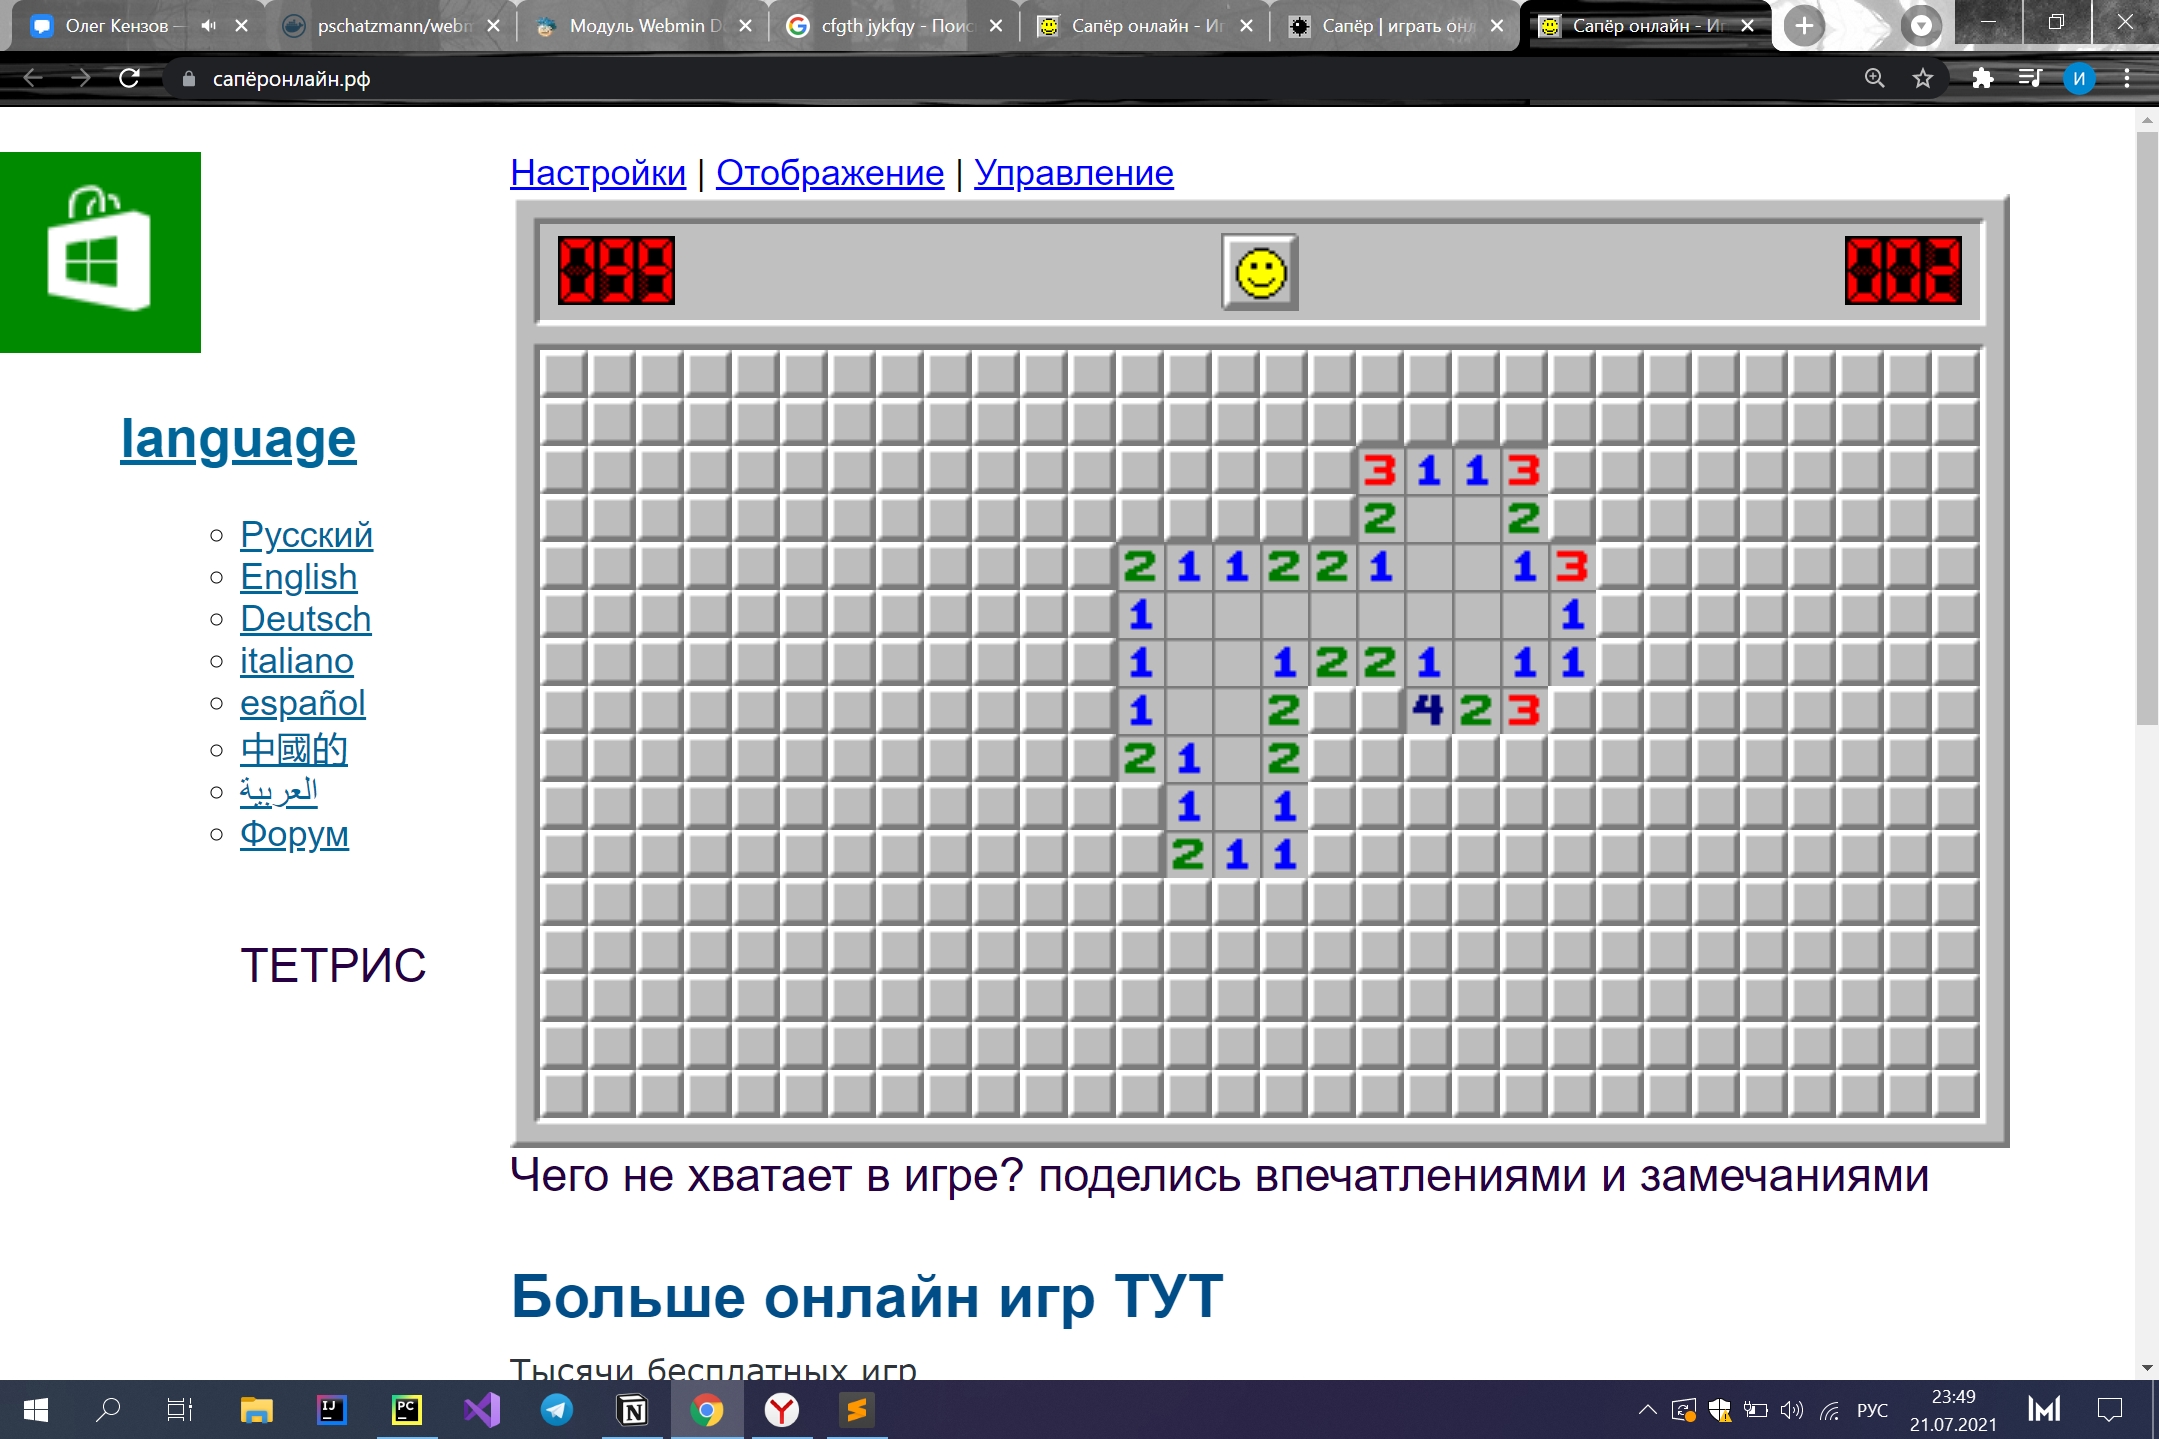 Олег Кензов —
pschatzmann/webm
Модуль Webmin D
cfgth jykfqy - Поис
Сапёр онлайн - Иг
Сапёр | играть онл
Сапёр онлайн - Иг
сапёронлайн.рф
И
Настройки | Отображение | Управление
language
Русский
English
Deutsch
italiano
español
中國的
العربية
Форум
ТЕТРИС
3 1 1 3
2 2
2 1 1 2 2 1 1 3
1 1
1 1 2 2 1 1 1
1 2 4 2 3
2 1 2
1 1
2 1 1
Чего не хватает в игре? поделись впечатлениями и замечаниями
Больше онлайн игр ТУТ
Тысячи бесплатных игр
IJ
PC
РУС
23:49
21.07.2021